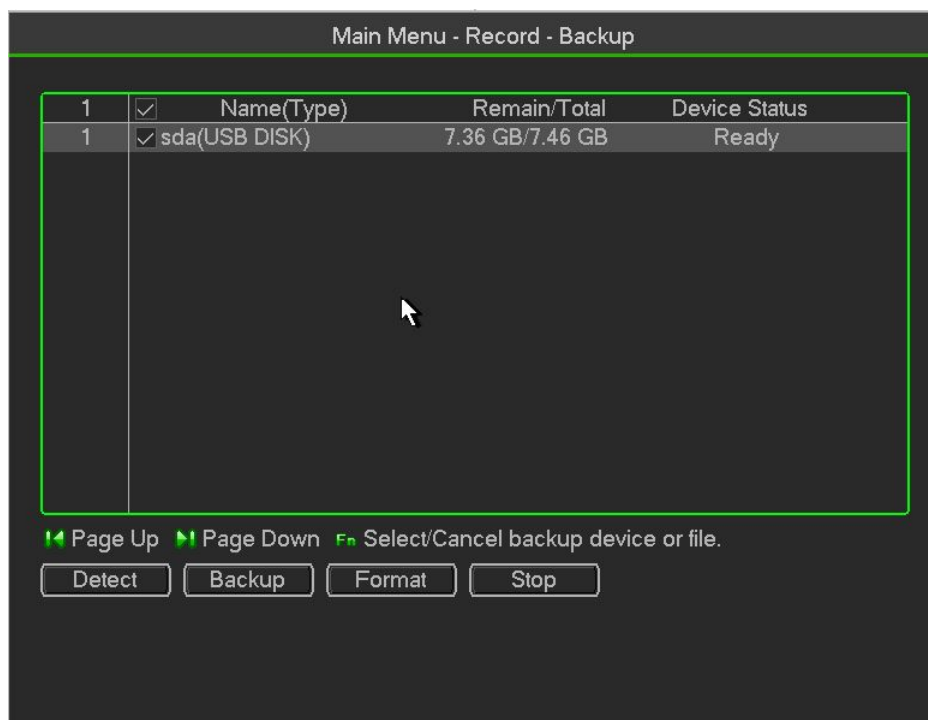 Main Menu - Record - Backup
1 Name(Type) Remain/Total Device Status
1 sda(USB DISK) 7.36 GB/7.46 GB Ready
Page Up Page Down Fn Select/Cancel backup device or file.
Detect Backup Format Stop